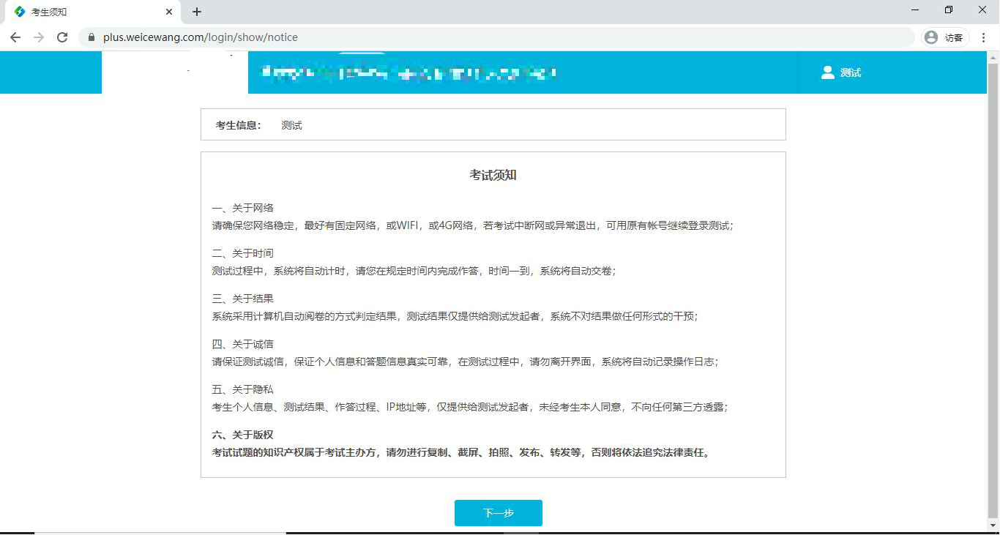 考生须知
plus.weicewang.com/login/show/notice
访客
测试
考生信息： 测试
考试须知
一、关于网络
请确保您网络稳定，最好有固定网络，或WIFI，或4G网络，若考试中断网或异常退出，可用原有帐号继续登录测试；
二、关于时间
测试过程中，系统将自动计时，请您在规定时间内完成作答，时间一到，系统将自动交卷；
三、关于结果
系统采用计算机自动阅卷的方式判定结果，测试结果仅提供给测试发起者，系统不对结果做任何形式的干预；
四、关于诚信
请保证测试诚信，保证个人信息和答题信息真实可靠，在测试过程中，请勿离开界面，系统将自动记录操作日志；
五、关于隐私
考生个人信息、测试结果、作答过程、IP地址等，仅提供给测试发起者，未经考生本人同意，不向任何第三方透露；
六、关于版权
考试试题的知识产权属于考试主办方，请勿进行复制、截屏、拍照、发布、转发等，否则将依法追究法律责任。
下一步